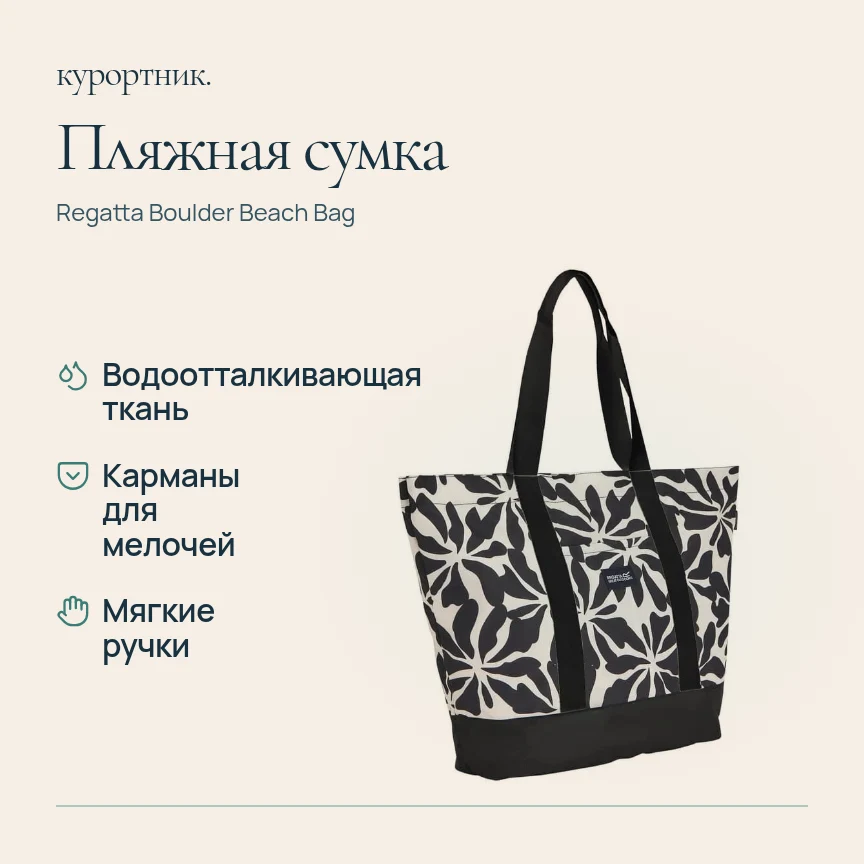 курортник.
Пляжная сумка
Regatta Boulder Beach Bag
Водоотталкивающая
ткань
Карманы
для
мелочей
Мягкие
ручки